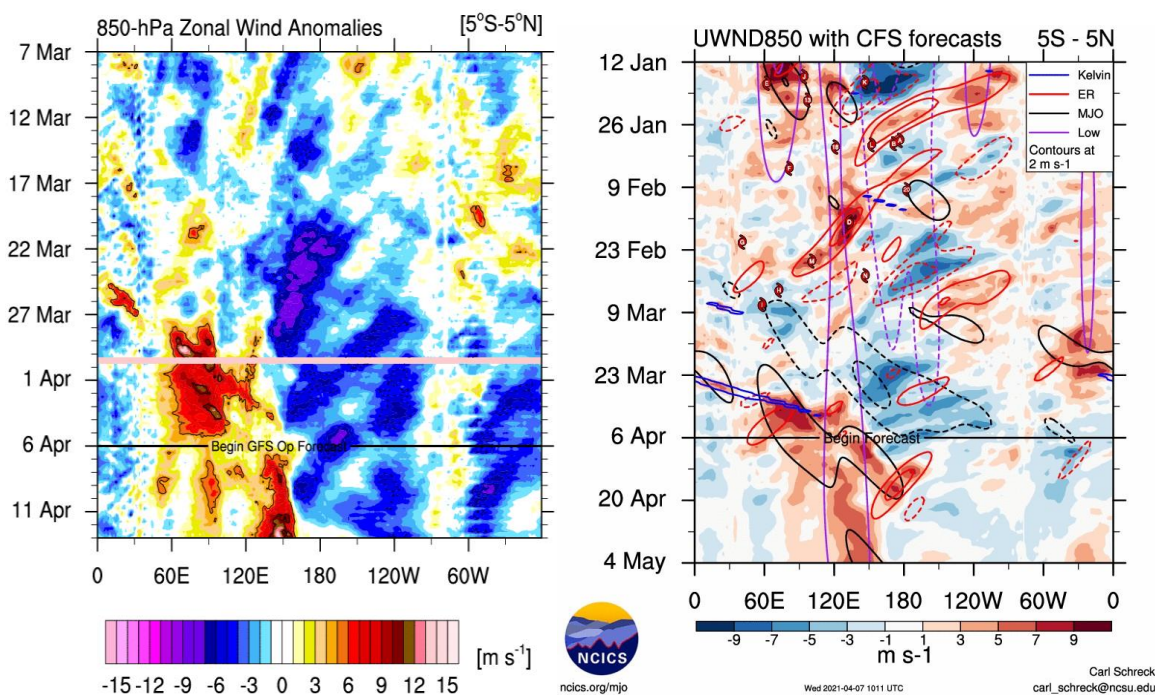 850-hPa Zonal Wind Anomalies [5°S-5°N]
7 Mar
12 Mar
17 Mar
22 Mar
27 Mar
1 Apr
6 Apr
11 Apr
Begin GFS Op Forecast
0 60E 120E 180 120W 60W
-15 -12 -9 -6 -3 0 3 6 9 12 15
[m s⁻¹]
UWND850 with CFS forecasts 5S - 5N
12 Jan
26 Jan
9 Feb
23 Feb
9 Mar
23 Mar
6 Apr
20 Apr
4 May
Kelvin
ER
MJO
Low
Contours at
2 m s-1
Begin Forecast
0 60E 120E 180 120W 60W 0
-9 -7 -5 -3 -1 1 3 5 7 9
m s-1
NCICS
ncics.org/mjo
Wed 2021-04-07 1011 UTC
Carl Schreck
carl_schreck@ncsu.edu